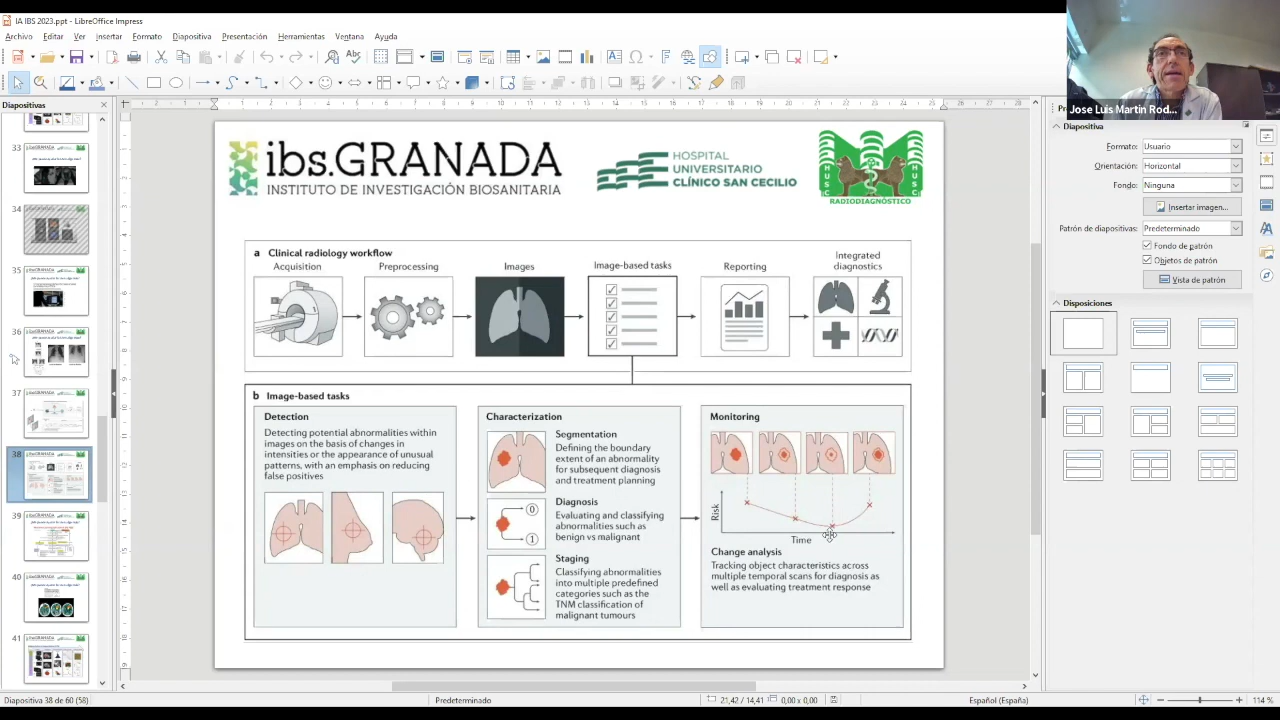 IA IBS 2023.ppt - LibreOffice Impress
Archivo Editar Ver Insertar Formato Diapositiva Presentación Herramientas Ventana Ayuda
Jose Luis Martin Rod...
Diapositivas
33
34
35
36
37
38
39
40
41
ibs.GRANADA
INSTITUTO DE INVESTIGACIÓN BIOSANITARIA
HOSPITAL
UNIVERSITARIO
CLÍNICO SAN CECILIO
HUSC
HUSC
RADIODIAGNÓSTICO
a Clinical radiology workflow
Acquisition
Preprocessing
Images
Image-based tasks
Reporting
Integrated
diagnostics
b Image-based tasks
Detection
Detecting potential abnormalities within
images on the basis of changes in
intensities or the appearance of unusual
patterns, with an emphasis on reducing
false positives
Characterization
Segmentation
Defining the boundary
extent of an abnormality
for subsequent diagnosis
and treatment planning
Diagnosis
Evaluating and classifying
abnormalities such as
benign vs malignant
0
1
Staging
Classifying abnormalities
into multiple predefined
categories such as the
TNM classification of
malignant tumours
Monitoring
Risk
Time
Change analysis
Tracking object characteristics across
multiple temporal scans for diagnosis as
well as evaluating treatment response
Diapositiva
Formato: Usuario
Orientación: Horizontal
Fondo: Ninguna
Insertar imagen...
Patrón de diapositivas: Predeterminado
Fondo de patrón
Objetos de patrón
Vista de patrón
Disposiciones
Diapositiva 38 de 60 (58)
Predeterminado
21,42 / 14,41
0,00 x 0,00
Español (España)
114 %